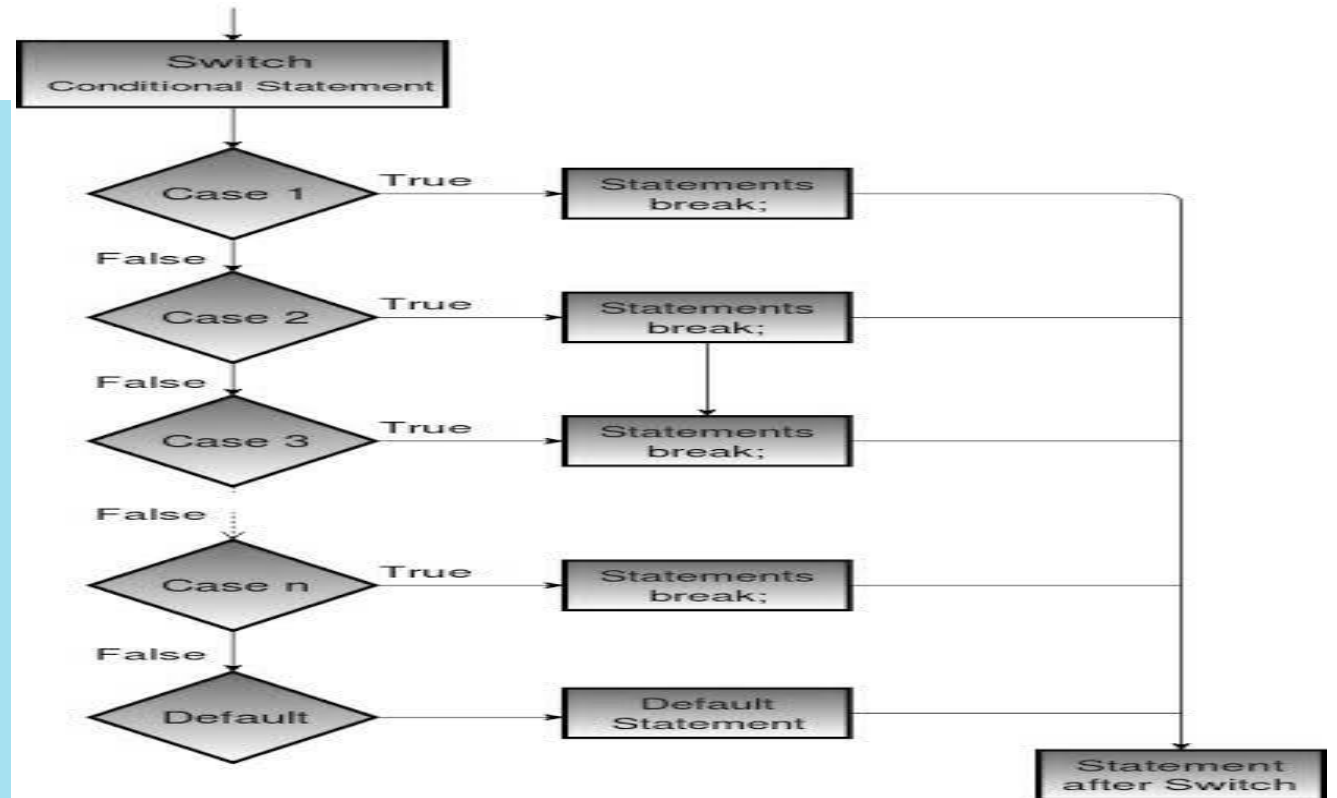 Switch
Conditional Statement
Case 1
True
Statements
break;
False
Case 2
True
Statements
break;
False
Case 3
True
Statements
break;
False
Case n
True
Statements
break;
False
Default
Default
Statement
Statement
after Switch